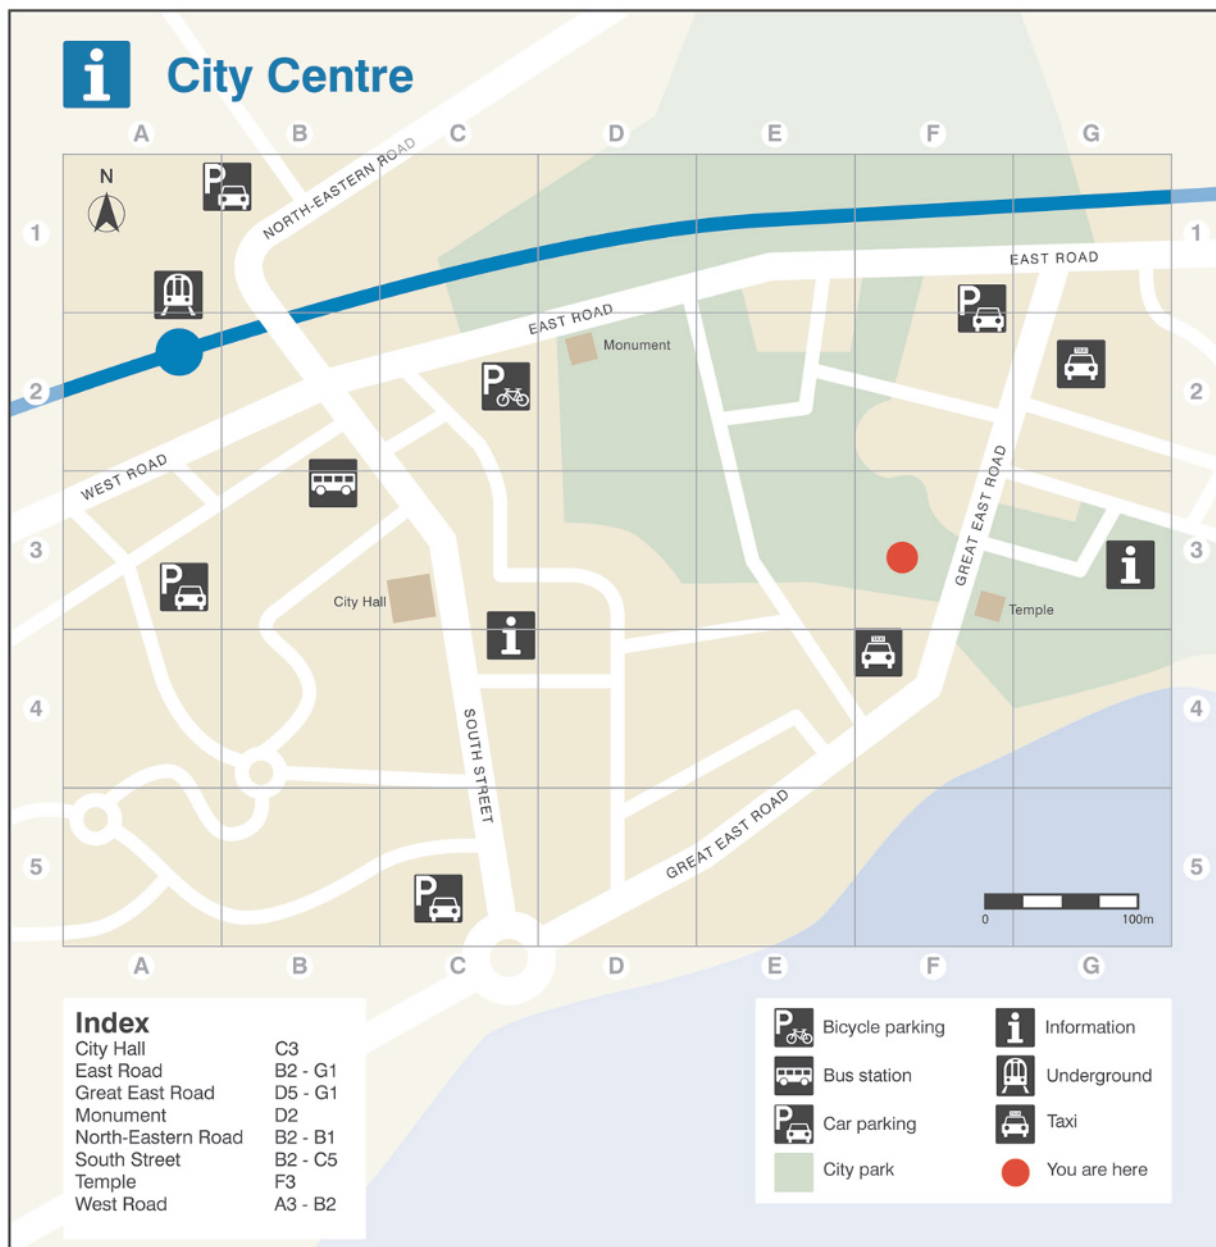 i City Centre
A B C D E F G
N
P
NORTH-EASTERN ROAD
1 1
EAST ROAD
P
EAST ROAD
Monument
TAXI
P
2 2
WEST ROAD
GREAT EAST ROAD
3 3
P
i
City Hall
Temple
i
TAXI
4 4
SOUTH STREET
GREAT EAST ROAD
5 5
P
0 100m
A B C D E F G
Index
City Hall C3
East Road B2 - G1
Great East Road D5 - G1
Monument D2
North-Eastern Road B2 - B1
South Street B2 - C5
Temple F3
West Road A3 - B2
P Bicycle parking
i Information
Bus station
Underground
P Car parking
TAXI Taxi
City park
You are here